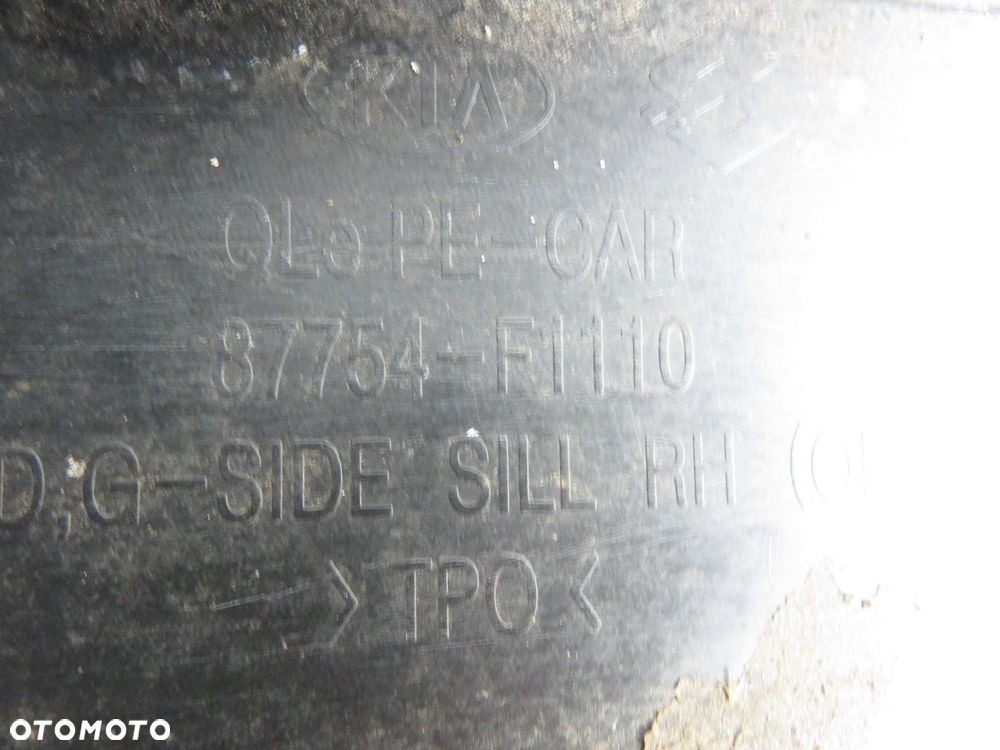 KIA
QLe PE-CAR
87754-F1110
D,G-SIDE SILL RH
>TPO<
OTOMOTO